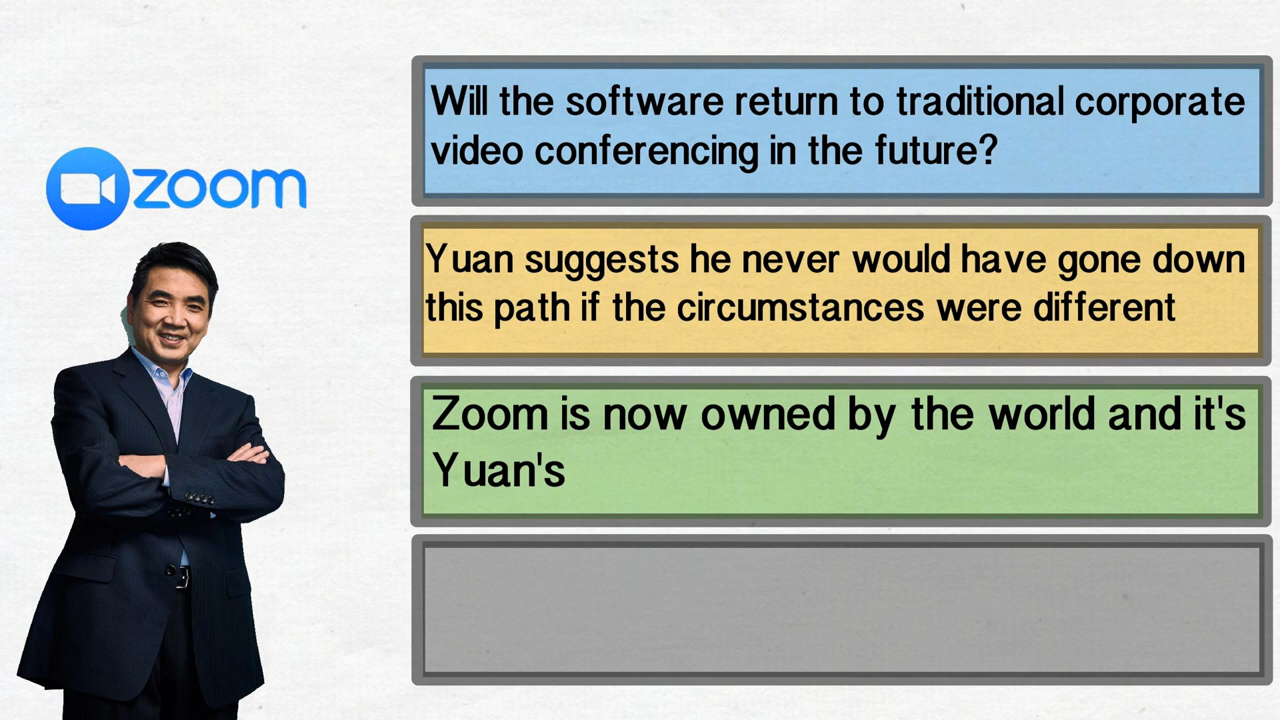 zoom
Will the software return to traditional corporate
video conferencing in the future?
Yuan suggests he never would have gone down
this path if the circumstances were different
Zoom is now owned by the world and it's
Yuan's